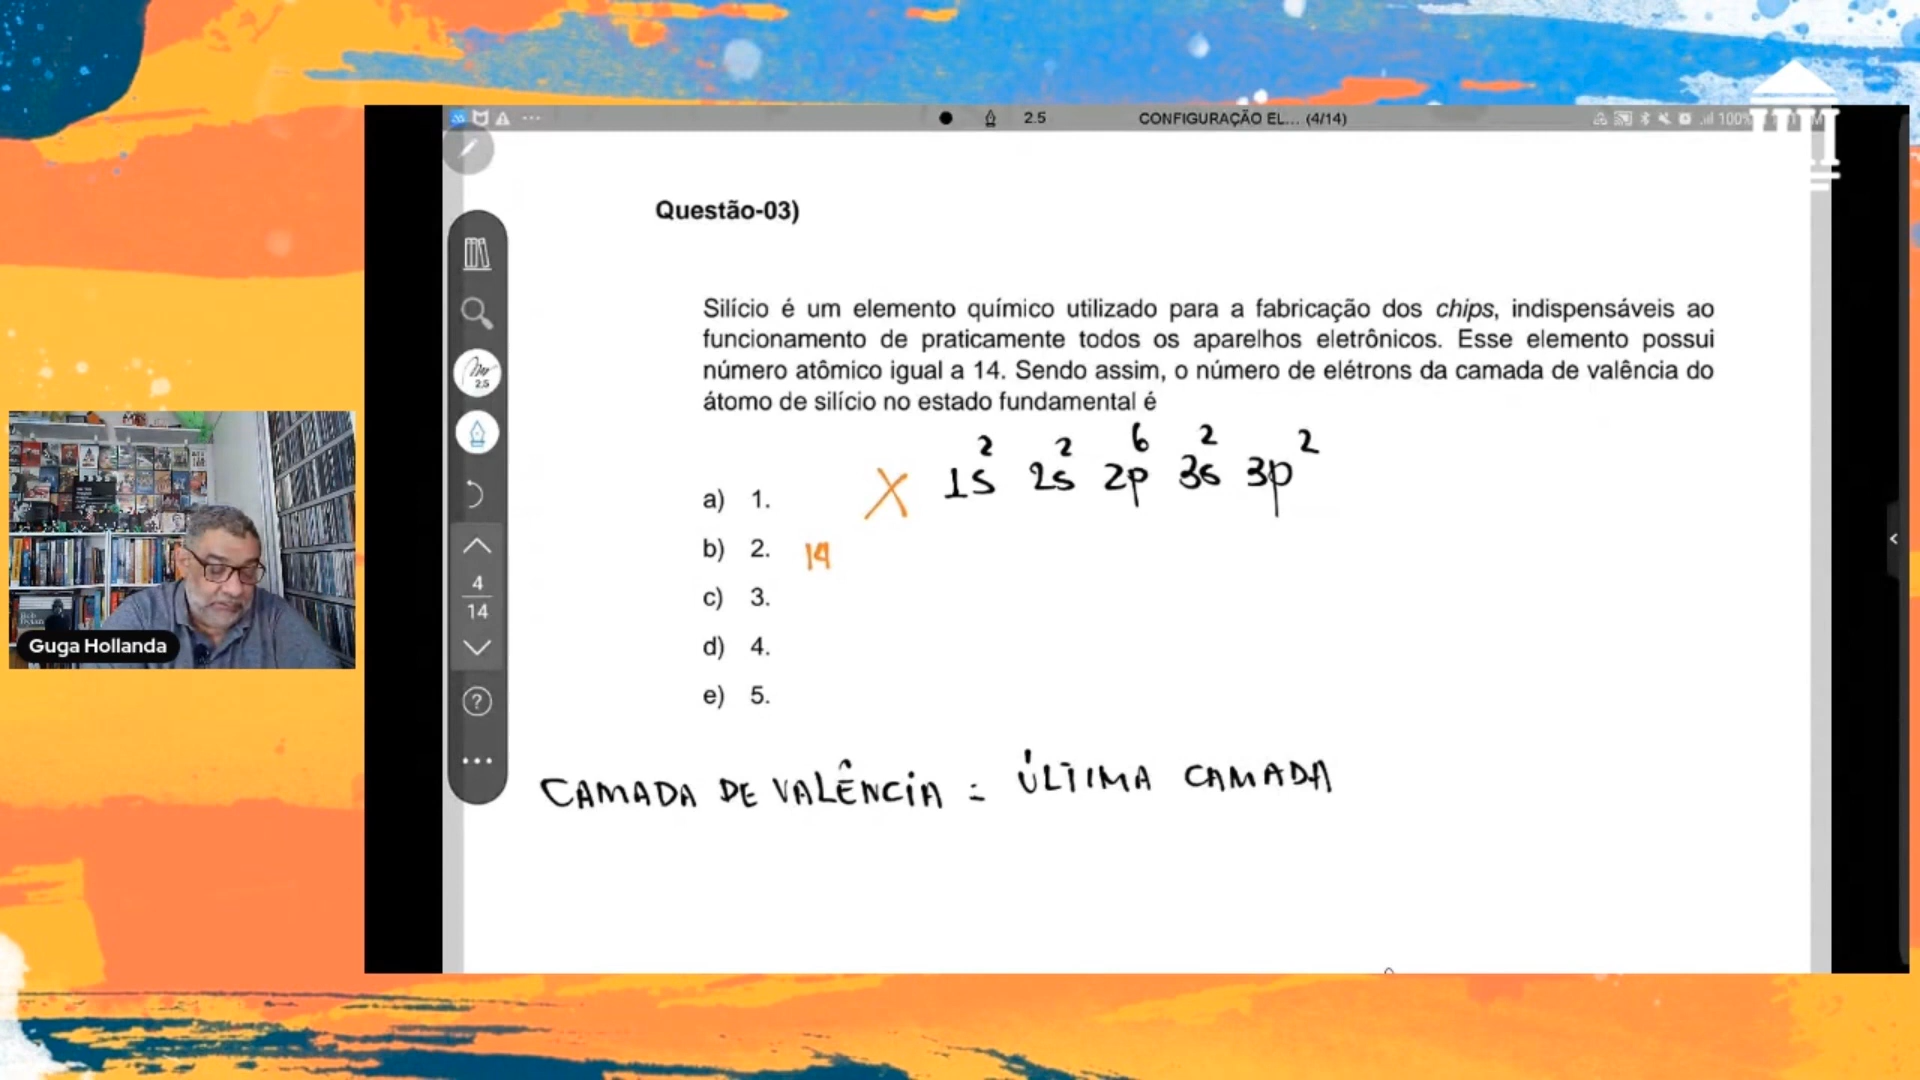 2.5 CONFIGURAÇÃO EL... (4/14) 100%
Questão-03)
Silício é um elemento químico utilizado para a fabricação dos chips, indispensáveis ao
funcionamento de praticamente todos os aparelhos eletrônicos. Esse elemento possui
número atômico igual a 14. Sendo assim, o número de elétrons da camada de valência do
átomo de silício no estado fundamental é
X 1s² 2s² 2p⁶ 3s² 3p²
a) 1.
b) 2. 14
c) 3.
d) 4.
e) 5.
CAMADA DE VALÊNCIA = ÚLTIMA CAMADA
2.5
4
14
?
Guga Hollanda